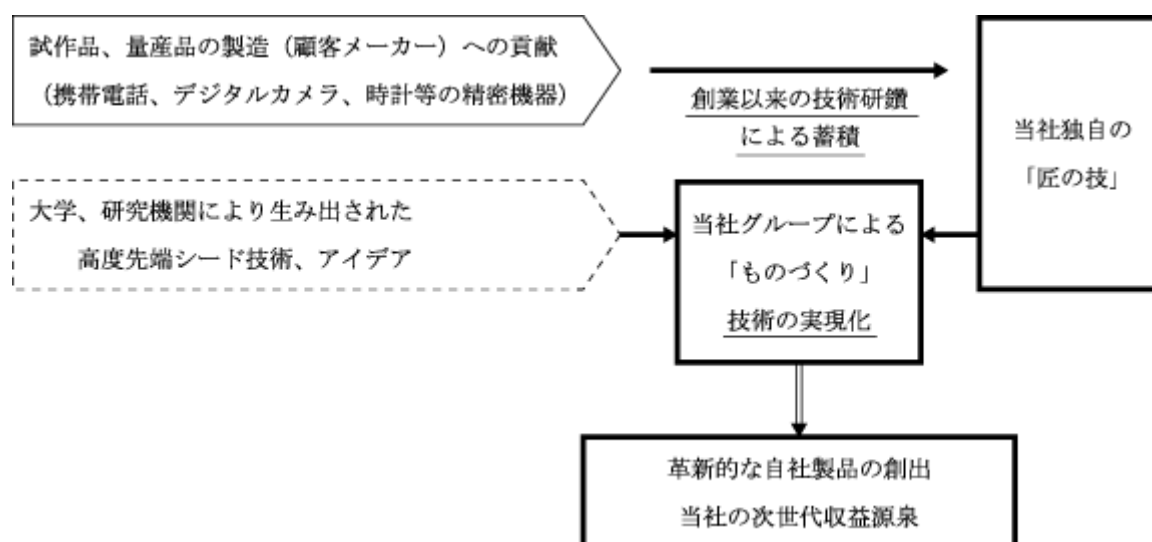 試作品、量産品の製造(顧客メーカー)への貢献
(携帯電話、デジタルカメラ、時計等の精密機器)
創業以来の技術研鑽
による蓄積
当社独自の
「匠の技」
大学、研究機関により生み出された
高度先端シード技術、アイデア
当社グループによる
「ものづくり」
技術の実現化
革新的な自社製品の創出
当社の次世代収益源泉